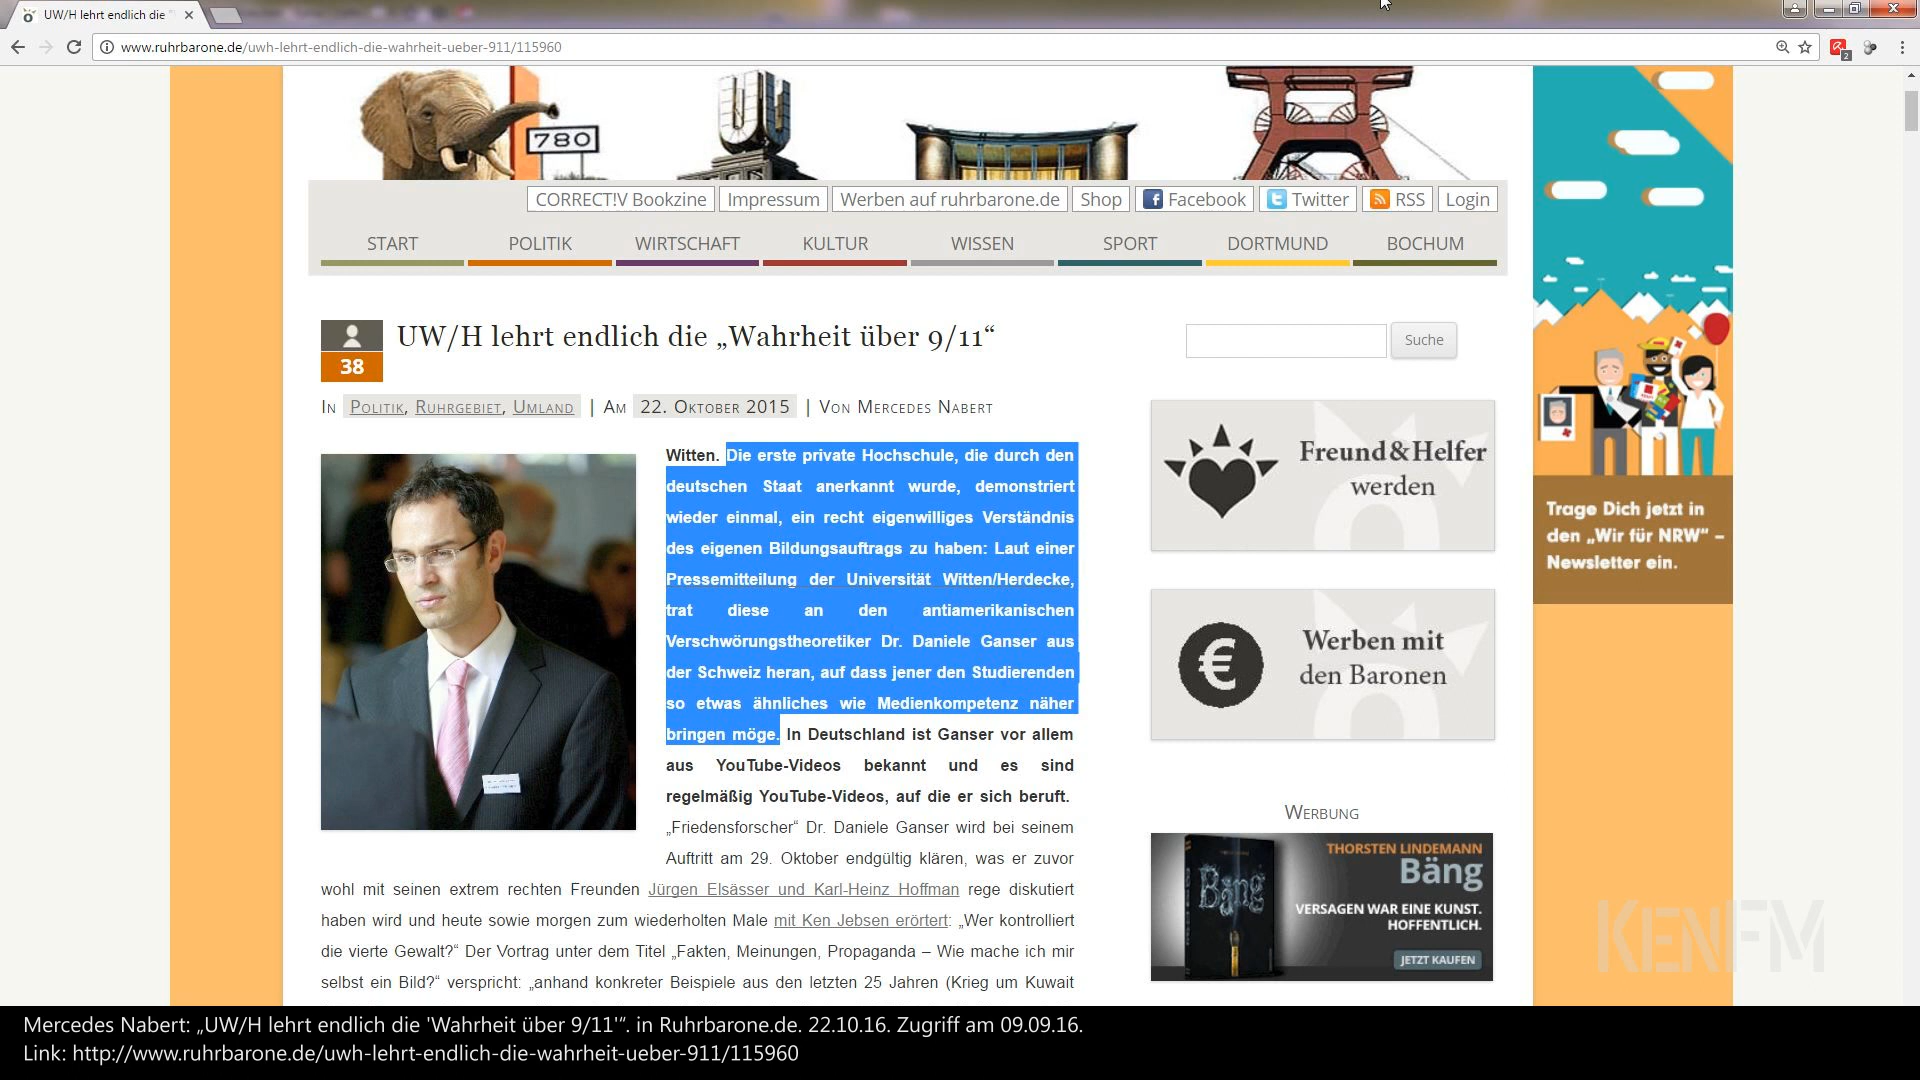 UW/H lehrt endlich die "
www.ruhrbarone.de/uwh-lehrt-endlich-die-wahrheit-ueber-911/115960
2
780
CORRECT!V Bookzine
Impressum
Werben auf ruhrbarone.de
Shop
Facebook
Twitter
RSS
Login
START
POLITIK
WIRTSCHAFT
KULTUR
WISSEN
SPORT
DORTMUND
BOCHUM
38
UW/H lehrt endlich die „Wahrheit über 9/11“
In Politik, Ruhrgebiet, Umland | Am 22. Oktober 2015 | Von Mercedes Nabert
Witten. Die erste private Hochschule, die durch den
deutschen Staat anerkannt wurde, demonstriert
wieder einmal, ein recht eigenwilliges Verständnis
des eigenen Bildungsauftrags zu haben: Laut einer
Pressemitteilung der Universität Witten/Herdecke,
trat diese an den antiamerikanischen
Verschwörungstheoretiker Dr. Daniele Ganser aus
der Schweiz heran, auf dass jener den Studierenden
so etwas ähnliches wie Medienkompetenz näher
bringen möge. In Deutschland ist Ganser vor allem
aus YouTube-Videos bekannt und es sind
regelmäßig YouTube-Videos, auf die er sich beruft.
„Friedensforscher“ Dr. Daniele Ganser wird bei seinem
Auftritt am 29. Oktober endgültig klären, was er zuvor
wohl mit seinen extrem rechten Freunden Jürgen Elsässer und Karl-Heinz Hoffman rege diskutiert
haben wird und heute sowie morgen zum wiederholten Male mit Ken Jebsen erörtert: „Wer kontrolliert
die vierte Gewalt?“ Der Vortrag unter dem Titel „Fakten, Meinungen, Propaganda – Wie mache ich mir
selbst ein Bild?“ verspricht: „anhand konkreter Beispiele aus den letzten 25 Jahren (Krieg um Kuwait
Suche
Freund&Helfer
werden
Werben mit
den Baronen
Werbung
Bäng
THORSTEN LINDEMANN
Bäng
VERSAGEN WAR EINE KUNST.
HOFFENTLICH.
JETZT KAUFEN
Trage Dich jetzt in
den „Wir für NRW“ –
Newsletter ein.
KENFM
Mercedes Nabert: „UW/H lehrt endlich die 'Wahrheit über 9/11'“. in Ruhrbarone.de. 22.10.16. Zugriff am 09.09.16.
Link: http://www.ruhrbarone.de/uwh-lehrt-endlich-die-wahrheit-ueber-911/115960